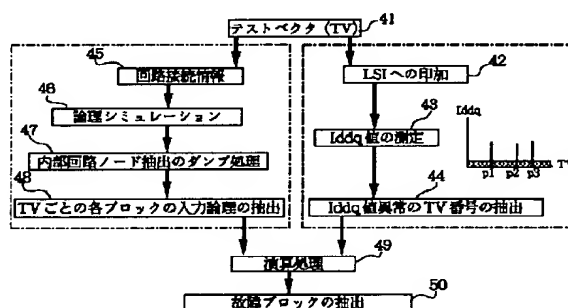 テストベクタ(TV) 41
45 回路接続情報
LSIへの印加 42
46 論理シミュレーション
43 Iddq値の測定
Iddq
TV
p1 p2 p3
47 内部回路ノード抽出のダンプ処理
48 TVごとの各ブロックの入力論理の抽出
44 Iddq値異常のTV番号の抽出
演算処理 49
故障ブロックの抽出 50